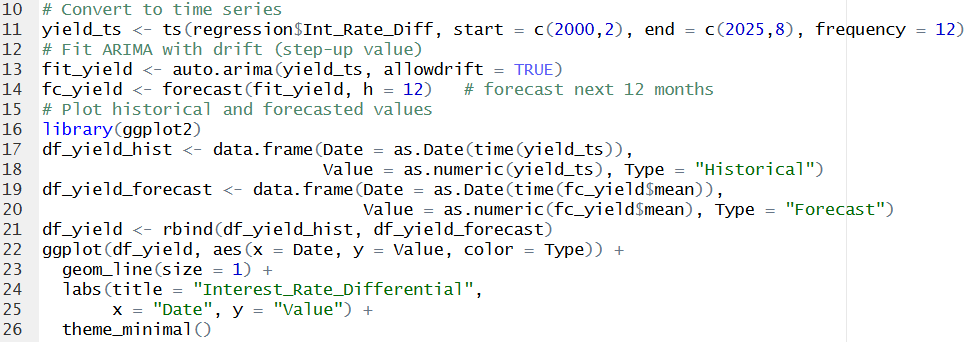 10 # Convert to time series
11 yield_ts <- ts(regression$Int_Rate_Diff, start = c(2000,2), end = c(2025,8), frequency = 12)
12 # Fit ARIMA with drift (step-up value)
13 fit_yield <- auto.arima(yield_ts, allowdrift = TRUE)
14 fc_yield <- forecast(fit_yield, h = 12)   # forecast next 12 months
15 # Plot historical and forecasted values
16 library(ggplot2)
17 df_yield_hist <- data.frame(Date = as.Date(time(yield_ts)),
18                             Value = as.numeric(yield_ts), Type = "Historical")
19 df_yield_forecast <- data.frame(Date = as.Date(time(fc_yield$mean)),
20                                 Value = as.numeric(fc_yield$mean), Type = "Forecast")
21 df_yield <- rbind(df_yield_hist, df_yield_forecast)
22 ggplot(df_yield, aes(x = Date, y = Value, color = Type)) +
23   geom_line(size = 1) +
24   labs(title = "Interest_Rate_Differential",
25        x = "Date", y = "Value") +
26   theme_minimal()